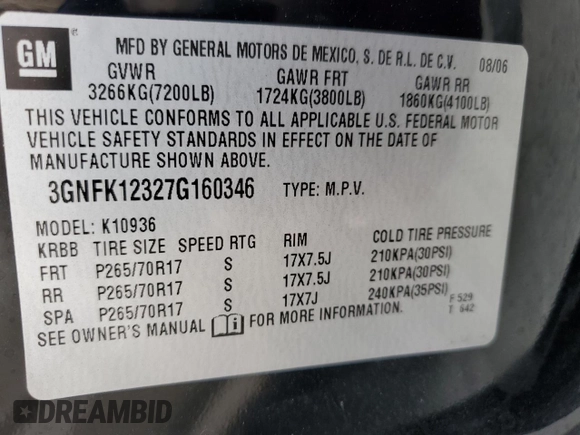 GM
MFD BY GENERAL MOTORS DE MEXICO, S. DE R.L. DE C.V. 08/06
GVWR GAWR FRT GAWR RR
3266KG(7200LB) 1724KG(3800LB) 1860KG(4100LB)
THIS VEHICLE CONFORMS TO ALL APPLICABLE U.S. FEDERAL MOTOR
VEHICLE SAFETY STANDARDS IN EFFECT ON THE DATE OF
MANUFACTURE SHOWN ABOVE.
3GNFK12327G160346 TYPE: M.P.V.
MODEL: K10936
KRBB TIRE SIZE SPEED RTG RIM COLD TIRE PRESSURE
FRT P265/70R17 S 17X7.5J 210KPA(30PSI)
RR P265/70R17 S 17X7.5J 210KPA(30PSI)
SPA P265/70R17 S 17X7J 240KPA(35PSI)
F 529
SEE OWNER'S MANUAL FOR MORE INFORMATION. T 642
DREAMBID